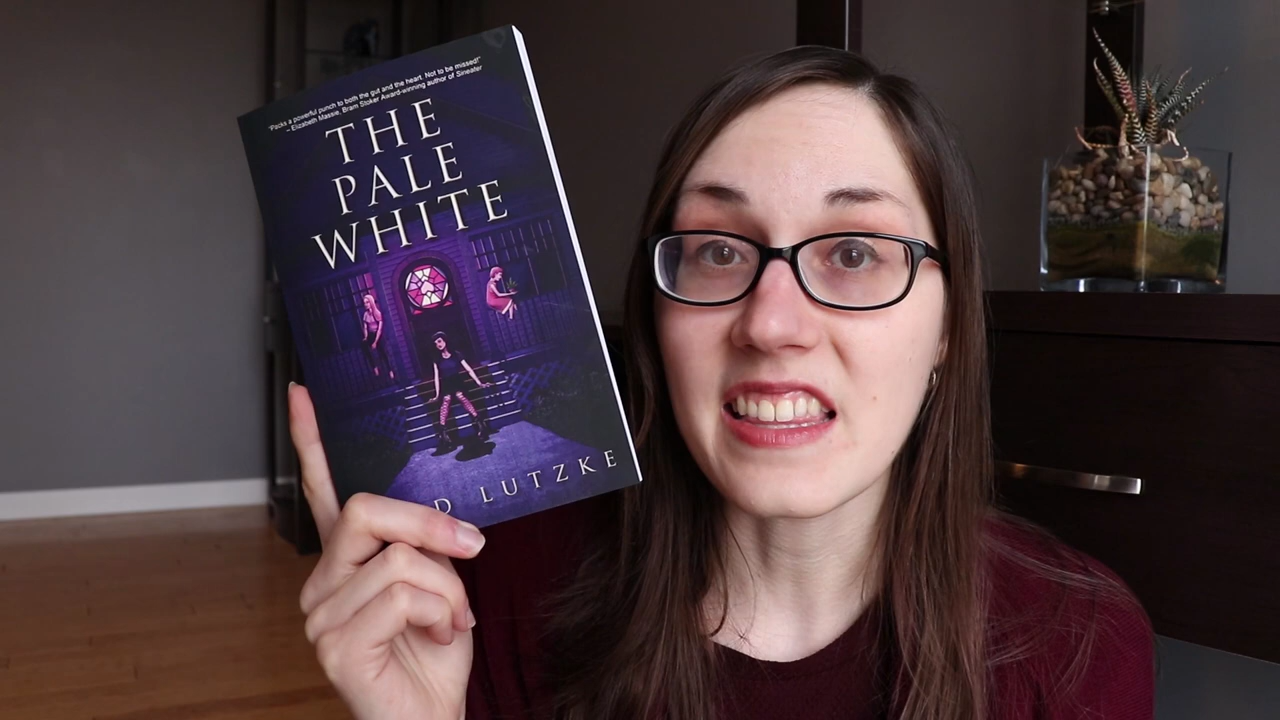 "Packs a powerful punch to both the gut and the heart. Not to be missed!"
– Elizabeth Massie, Bram Stoker Award-winning author of Sineater
THE
PALE
WHITE
D LUTZKE